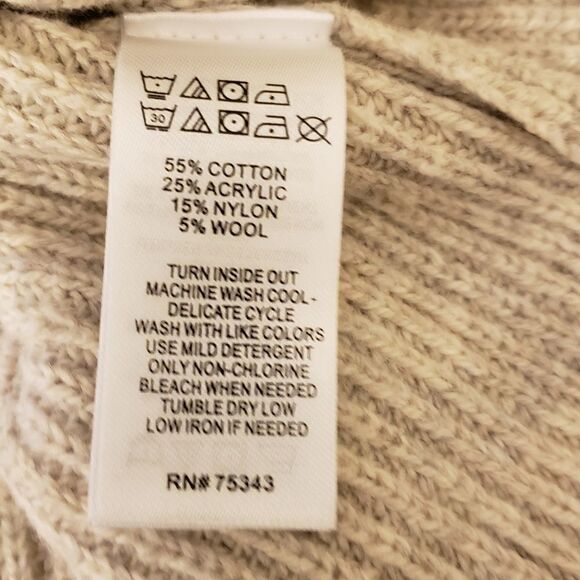 30
55% COTTON
25% ACRYLIC
15% NYLON
5% WOOL
TURN INSIDE OUT
MACHINE WASH COOL-
DELICATE CYCLE
WASH WITH LIKE COLORS
USE MILD DETERGENT
ONLY NON-CHLORINE
BLEACH WHEN NEEDED
TUMBLE DRY LOW
LOW IRON IF NEEDED
RN# 75343